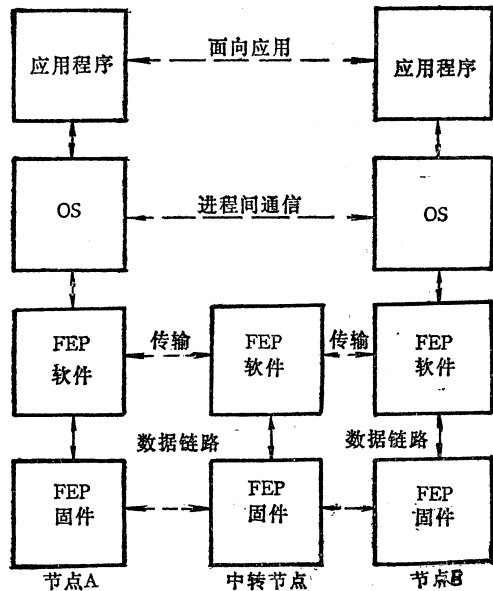 面向应用
应用程序
应用程序
进程间通信
OS
OS
传输
传输
FEP
软件
FEP
软件
FEP
软件
数据链路
数据链路
FEP
固件
FEP
固件
FEP
固件
节点A
中转节点
节点B